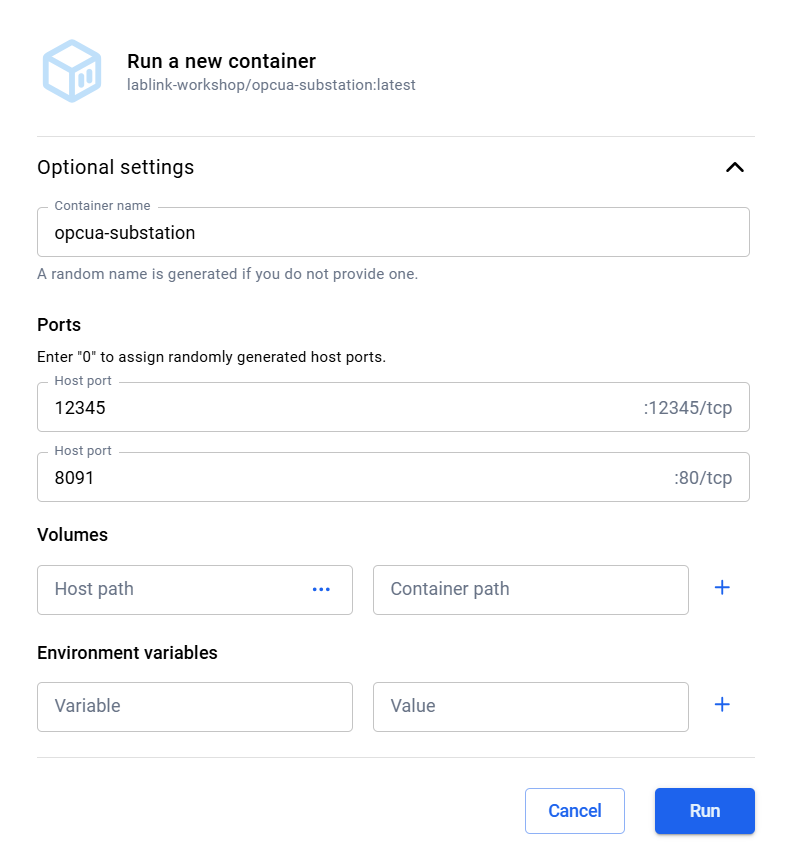 Run a new container
lablink-workshop/opcua-substation:latest
Optional settings
Container name
opcua-substation
A random name is generated if you do not provide one.
Ports
Enter "0" to assign randomly generated host ports.
Host port
12345 :12345/tcp
Host port
8091 :80/tcp
Volumes
Host path ··· Container path +
Environment variables
Variable Value +
Cancel Run